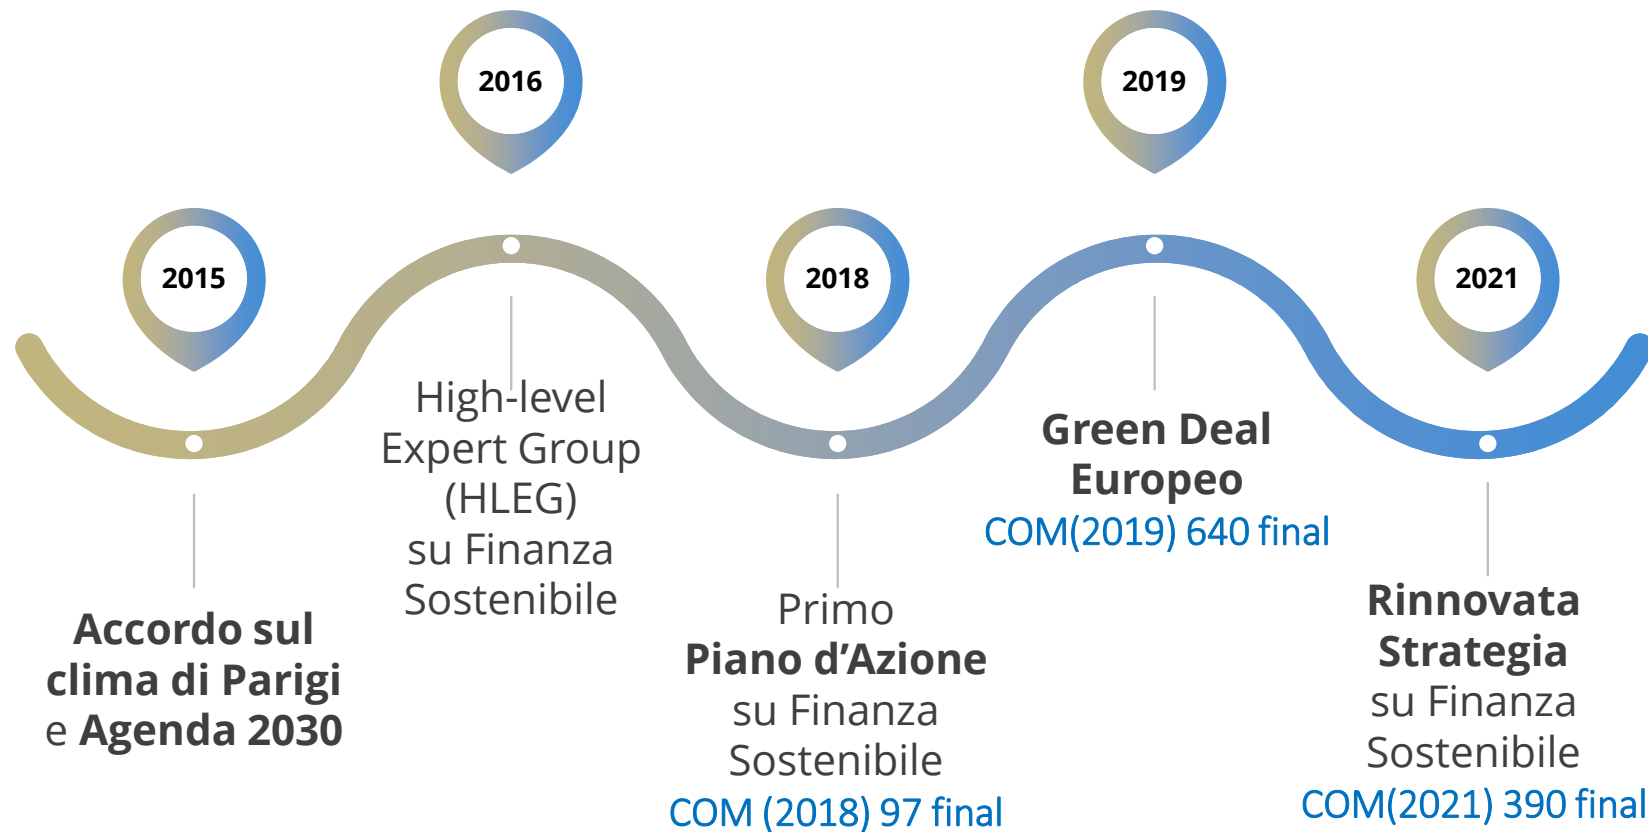 2015
Accordo sul
clima di Parigi
e Agenda 2030
2016
High-level
Expert Group
(HLEG)
su Finanza
Sostenibile
2018
Primo
Piano d’Azione
su Finanza
Sostenibile
COM (2018) 97 final
2019
Green Deal
Europeo
COM(2019) 640 final
2021
Rinnovata
Strategia
su Finanza
Sostenibile
COM(2021) 390 final